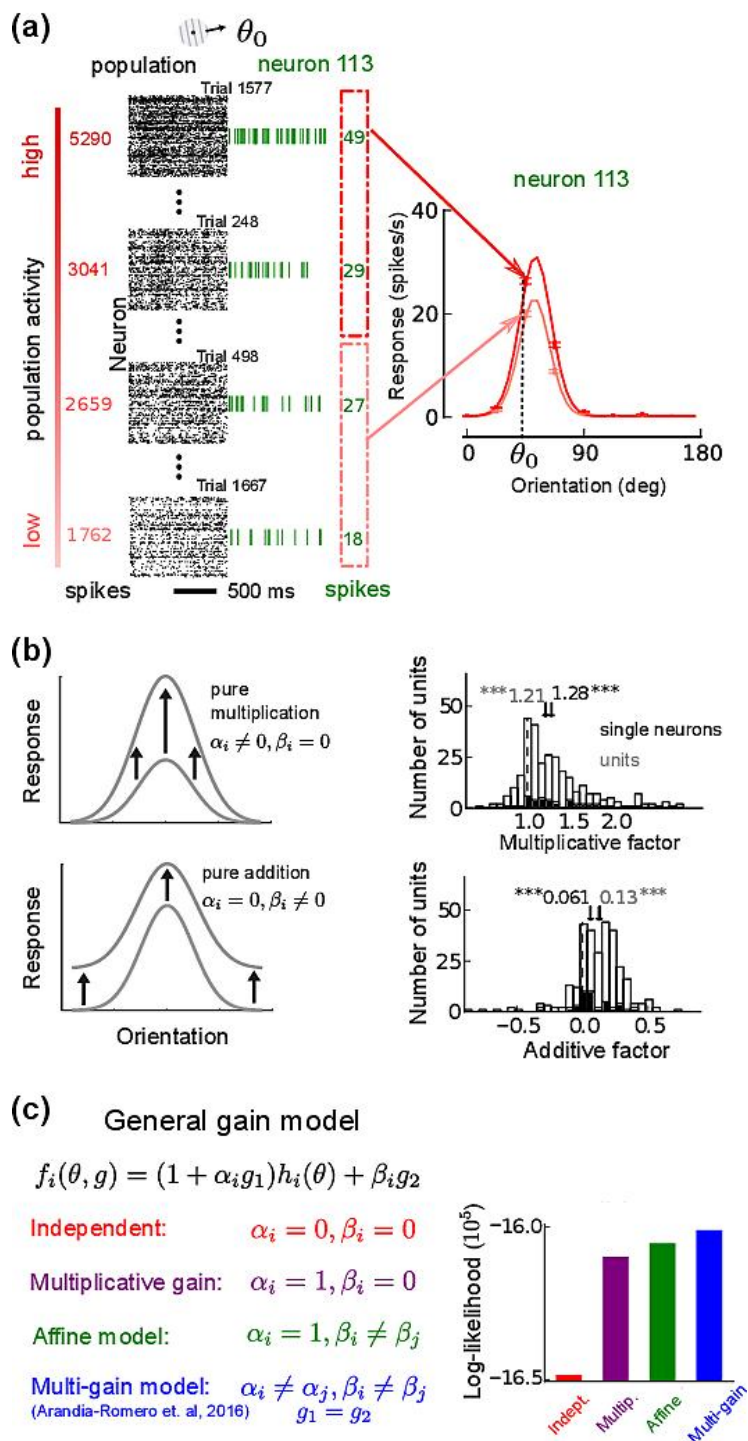 (a)
θ₀
population
neuron 113
Trial 1577
5290
49
high
Trial 248
3041
29
Neuron
population activity
Trial 498
2659
27
Trial 1667
1762
18
low
spikes
500 ms
spikes
neuron 113
40
20
0
Response (spikes/s)
0
θ₀
90
180
Orientation (deg)
(b)
Response
pure
multiplication
αᵢ ≠ 0, βᵢ = 0
Response
pure addition
αᵢ = 0, βᵢ ≠ 0
Orientation
***1.21
1.28***
single neurons
units
Number of units
50
25
0
1.0
1.5
2.0
Multiplicative factor
***0.061
0.13***
Number of units
50
25
0
−0.5
0.0
0.5
Additive factor
(c)
General gain model
fᵢ(θ, g) = (1 + αᵢg₁)hᵢ(θ) + βᵢg₂
Independent: αᵢ = 0, βᵢ = 0
Multiplicative gain: αᵢ = 1, βᵢ = 0
Affine model: αᵢ = 1, βᵢ ≠ βⱼ
Multi-gain model: αᵢ ≠ αⱼ, βᵢ ≠ βⱼ
(Arandia-Romero et. al, 2016) g₁ = g₂
Log-likelihood (10⁵)
−16.0
−16.5
Indept.
Multip.
Affine
Multi-gain